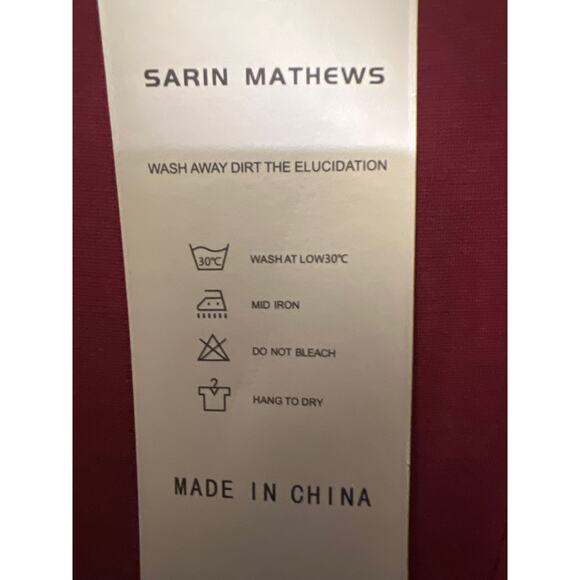 SARIN MATHEWS
WASH AWAY DIRT THE ELUCIDATION
30℃ WASH AT LOW30℃
MID IRON
DO NOT BLEACH
HANG TO DRY
MADE IN CHINA